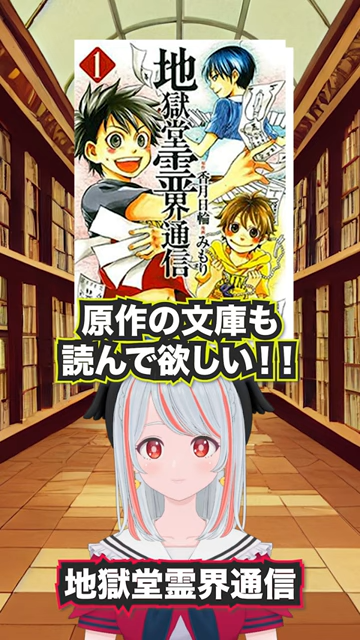 1
地獄堂霊界通信
香月日輪
みもり
原作の文庫も
読んで欲しい!!
地獄堂霊界通信